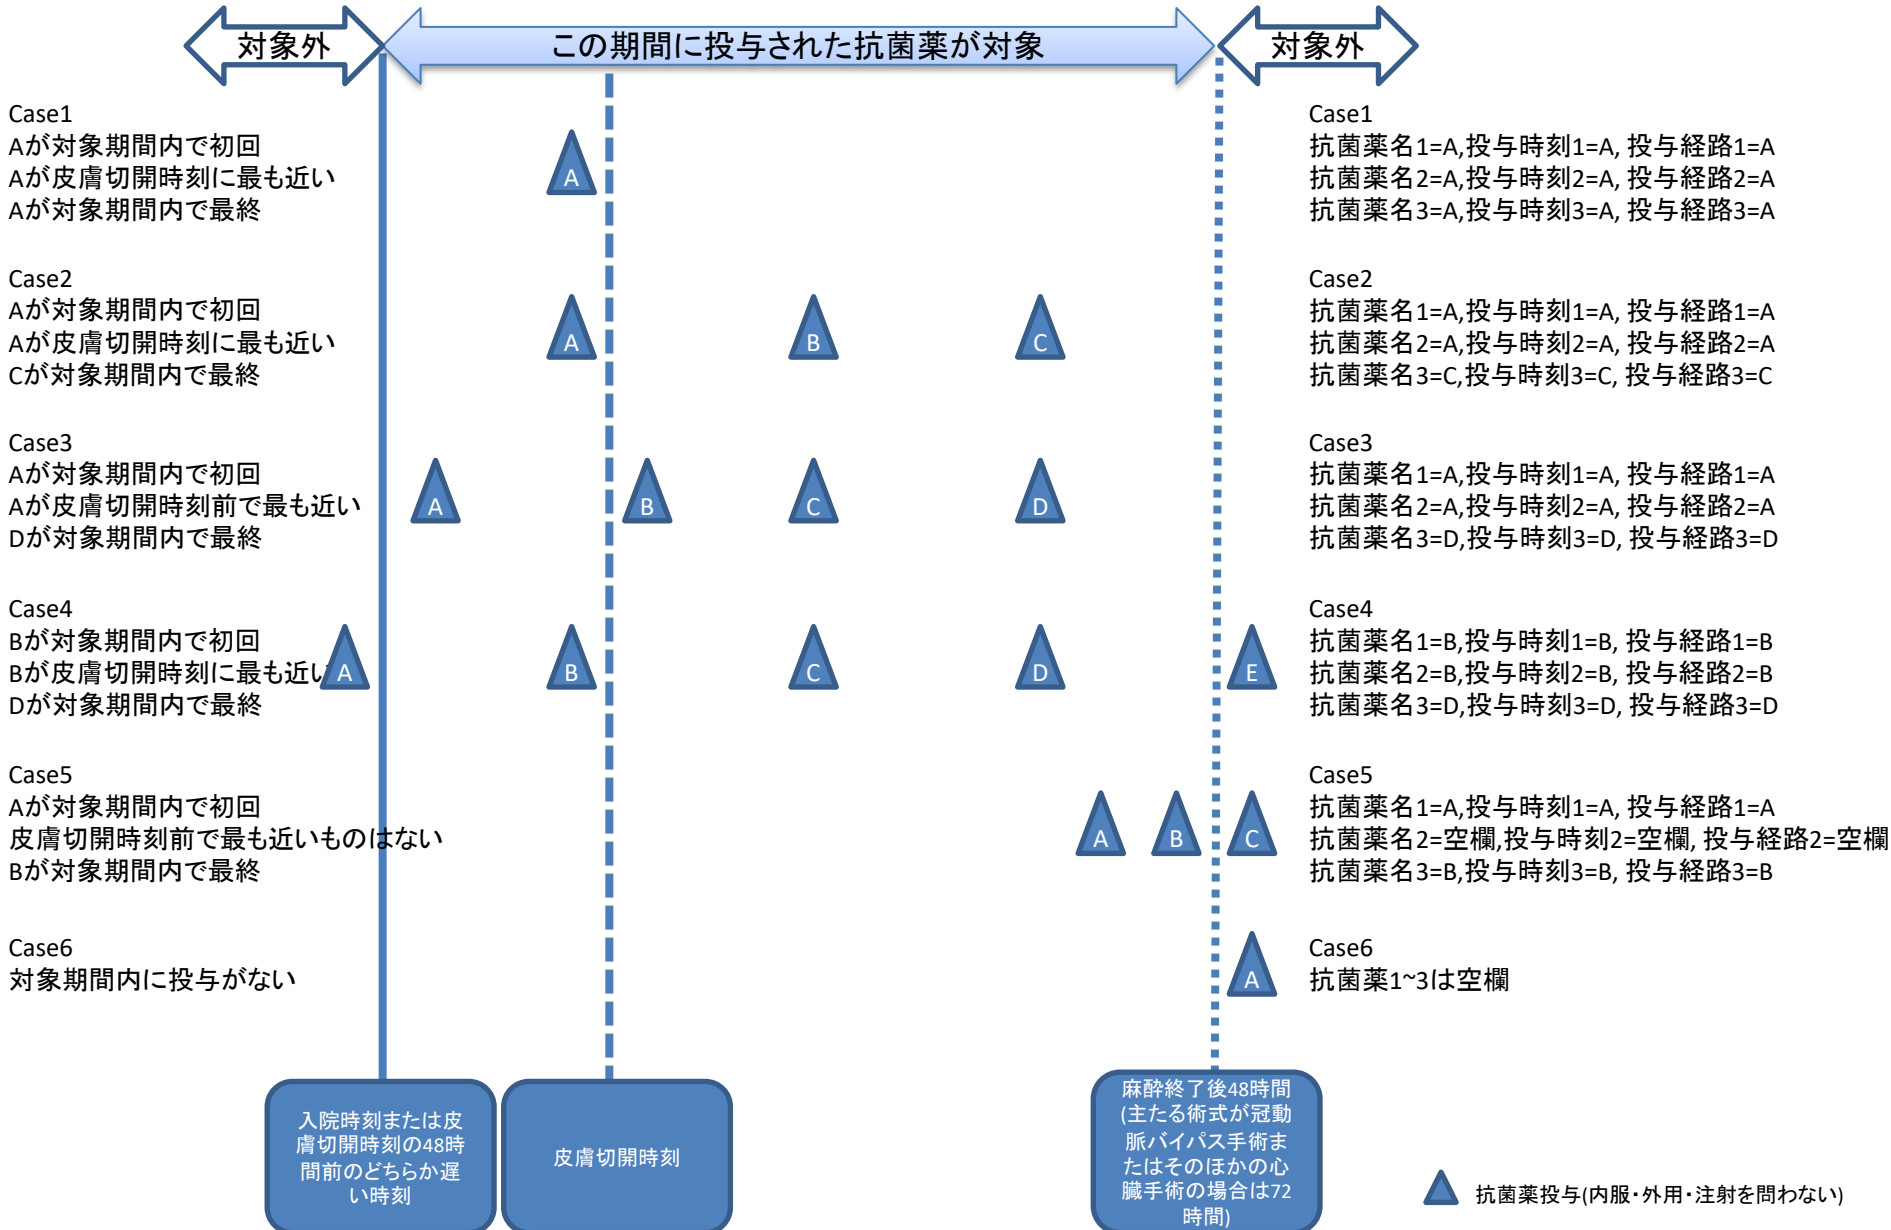 対象外
この期間に投与された抗菌薬が対象
対象外
Case1
Aが対象期間内で初回
Aが皮膚切開時刻に最も近い
Aが対象期間内で最終
A
Case1
抗菌薬名1=A,投与時刻1=A, 投与経路1=A
抗菌薬名2=A,投与時刻2=A, 投与経路2=A
抗菌薬名3=A,投与時刻3=A, 投与経路3=A
Case2
Aが対象期間内で初回
Aが皮膚切開時刻に最も近い
Cが対象期間内で最終
A
B
C
Case2
抗菌薬名1=A,投与時刻1=A, 投与経路1=A
抗菌薬名2=A,投与時刻2=A, 投与経路2=A
抗菌薬名3=C,投与時刻3=C, 投与経路3=C
Case3
Aが対象期間内で初回
Aが皮膚切開時刻前で最も近い
Dが対象期間内で最終
A
B
C
D
Case3
抗菌薬名1=A,投与時刻1=A, 投与経路1=A
抗菌薬名2=A,投与時刻2=A, 投与経路2=A
抗菌薬名3=D,投与時刻3=D, 投与経路3=D
Case4
Bが対象期間内で初回
Bが皮膚切開時刻に最も近い
Dが対象期間内で最終
A
B
C
D
E
Case4
抗菌薬名1=B,投与時刻1=B, 投与経路1=B
抗菌薬名2=B,投与時刻2=B, 投与経路2=B
抗菌薬名3=D,投与時刻3=D, 投与経路3=D
Case5
Aが対象期間内で初回
皮膚切開時刻前で最も近いものはない
Bが対象期間内で最終
A
B
C
Case5
抗菌薬名1=A,投与時刻1=A, 投与経路1=A
抗菌薬名2=空欄,投与時刻2=空欄, 投与経路2=空欄
抗菌薬名3=B,投与時刻3=B, 投与経路3=B
Case6
対象期間内に投与がない
A
Case6
抗菌薬1~3は空欄
入院時刻または皮
膚切開時刻の48時
間前のどちらか遅
い時刻
皮膚切開時刻
麻酔終了後48時間
(主たる術式が冠動
脈バイパス手術ま
たはそのほかの心
臓手術の場合は72
時間)
抗菌薬投与(内服・外用・注射を問わない)